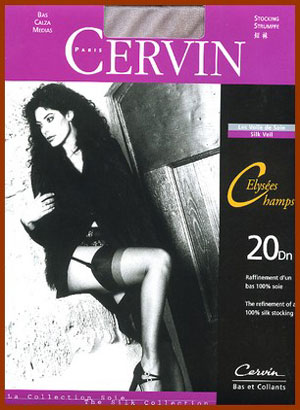 BAS
CALZA
MEDIAS
STOCKING
STRUMPFE
PARIS
CERVIN
Les Voile de Soie
Silk Veil
Elysées
Champs
20Dn
Raffinement d'un
bas 100% soie
The refinement of a
100% silk stocking
La Collection Soie
The Silk Collection
Cervin
Bas et Collants